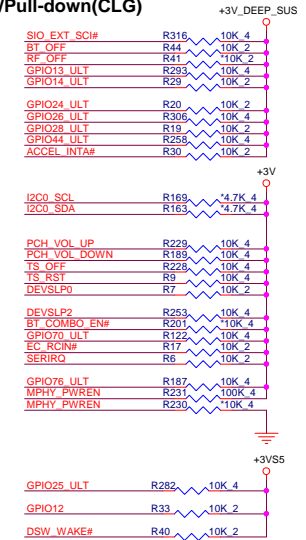 /Pull-down(CLG)
+3V_DEEP_SUS
SIO_EXT_SCI# R316 10K_4
BT_OFF R44 10K_2
RF_OFF R41 *10K_2
GPIO13_ULT R293 10K_4
GPIO14_ULT R29 10K_2
GPIO24_ULT R20 10K_2
GPIO26_ULT R306 10K_4
GPIO28_ULT R19 10K_2
GPIO44_ULT R258 10K_4
ACCEL_INTA# R30 10K_2
+3V
I2C0_SCL R169 *4.7K_4
I2C0_SDA R163 *4.7K_4
PCH_VOL_UP R229 10K_4
PCH_VOL_DOWN R189 10K_4
TS_OFF R228 10K_4
TS_RST R9 10K_2
DEVSLP0 R7 10K_2
DEVSLP2 R253 10K_4
BT_COMBO_EN# R201 *10K_4
GPIO70_ULT R122 10K_4
EC_RCIN# R17 10K_2
SERIRQ R6 10K_2
GPIO76_ULT R187 10K_4
MPHY_PWREN R231 100K_4
MPHY_PWREN R230 *10K_4
+3VS5
GPIO25_ULT R282 10K_4
GPIO12 R33 10K_2
DSW_WAKE# R40 10K_2